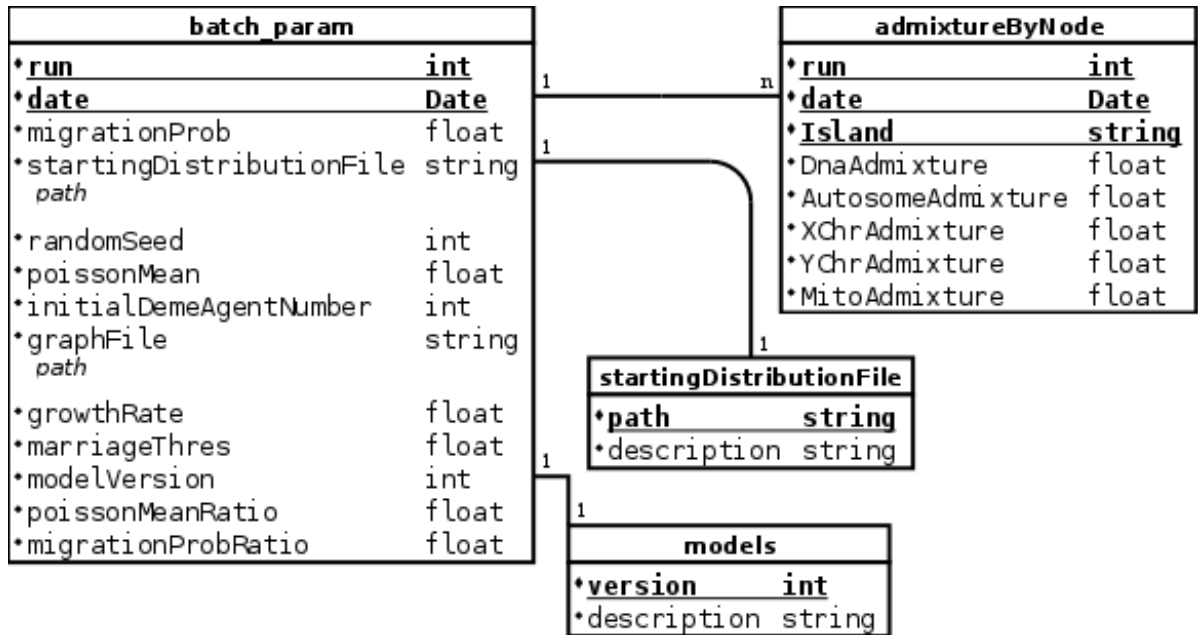 batch_param
run int
date Date
migrationProb float
startingDistributionFile string
path
randomSeed int
poissonMean float
initialDemeAgentNumber int
graphFile string
path
growthRate float
marriageThres float
modelVersion int
poissonMeanRatio float
migrationProbRatio float
1
n
1
1
1
1
admixtureByNode
run int
date Date
Island string
DnaAdmixture float
AutosomeAdmixture float
XChrAdmixture float
YChrAdmixture float
MitoAdmixture float
startingDistributionFile
path string
description string
models
version int
description string